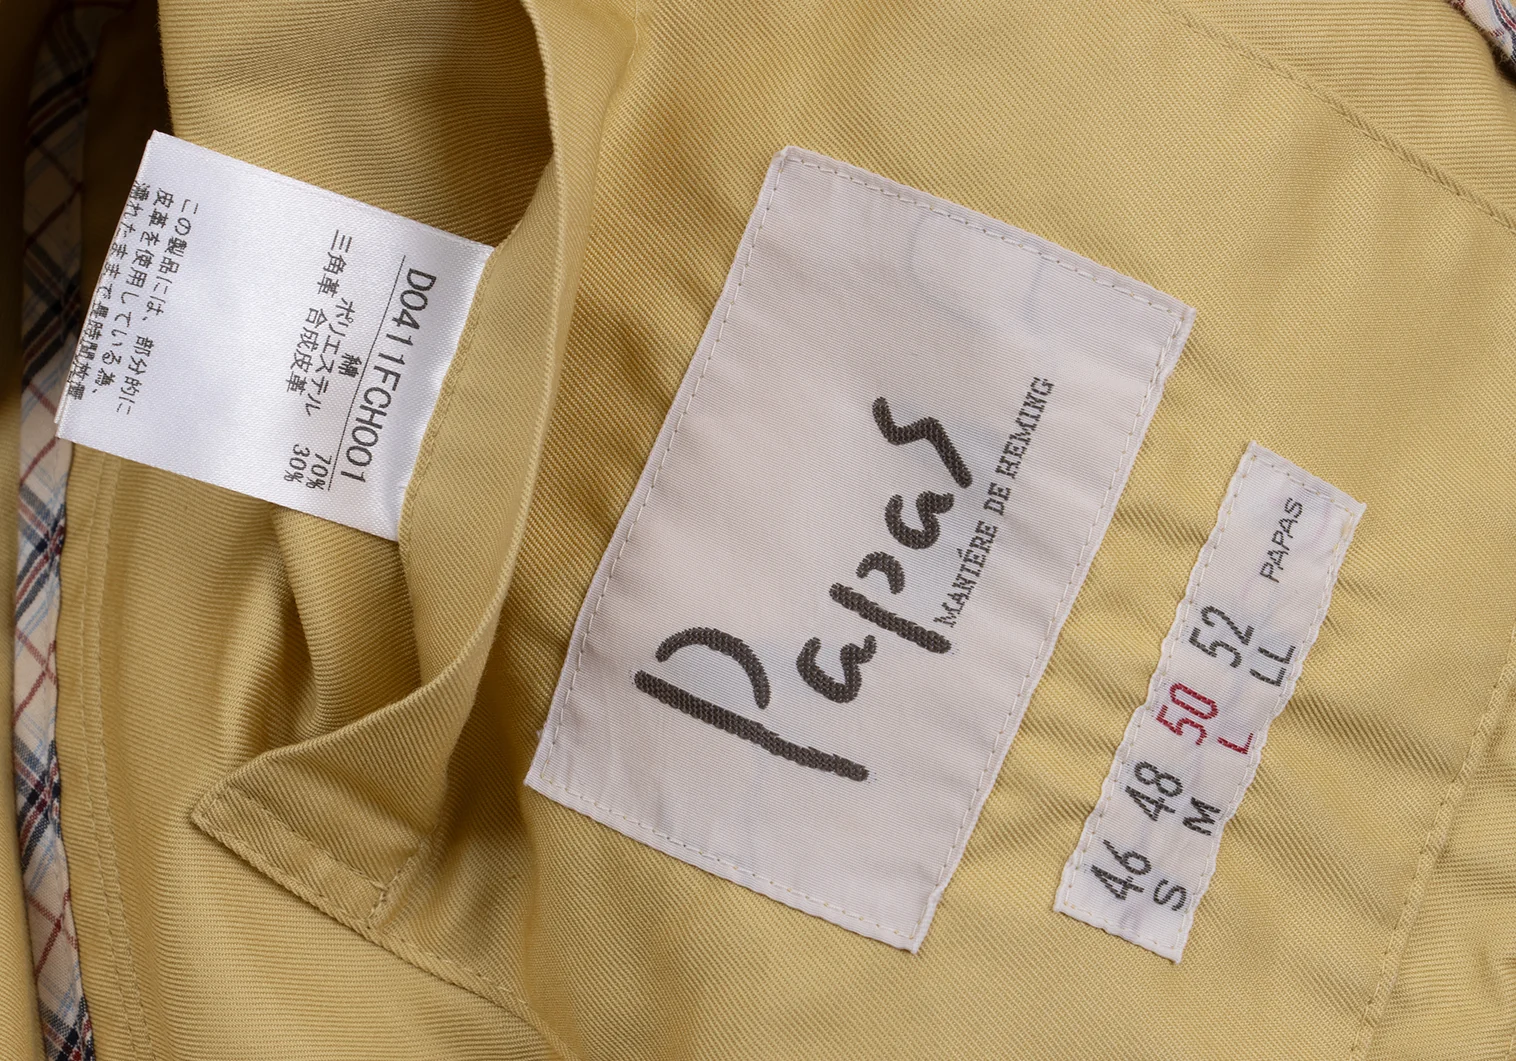 D0411FCH001
綿 70%
ポリエステル 30%
三角革 合成皮革
この製品には、部分的に
皮革を使用している為、
濡れたままで長時間放置
Papas
MANIÉRE DE HEMING
46 48 50 52 PAPAS
S M L LL